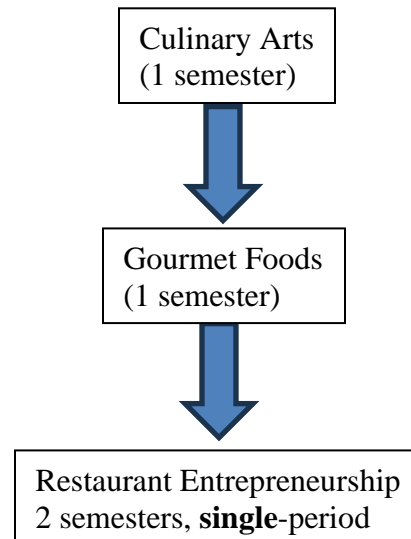 Culinary Arts
(1 semester)
Gourmet Foods
(1 semester)
Restaurant Entrepreneurship
2 semesters, single-period